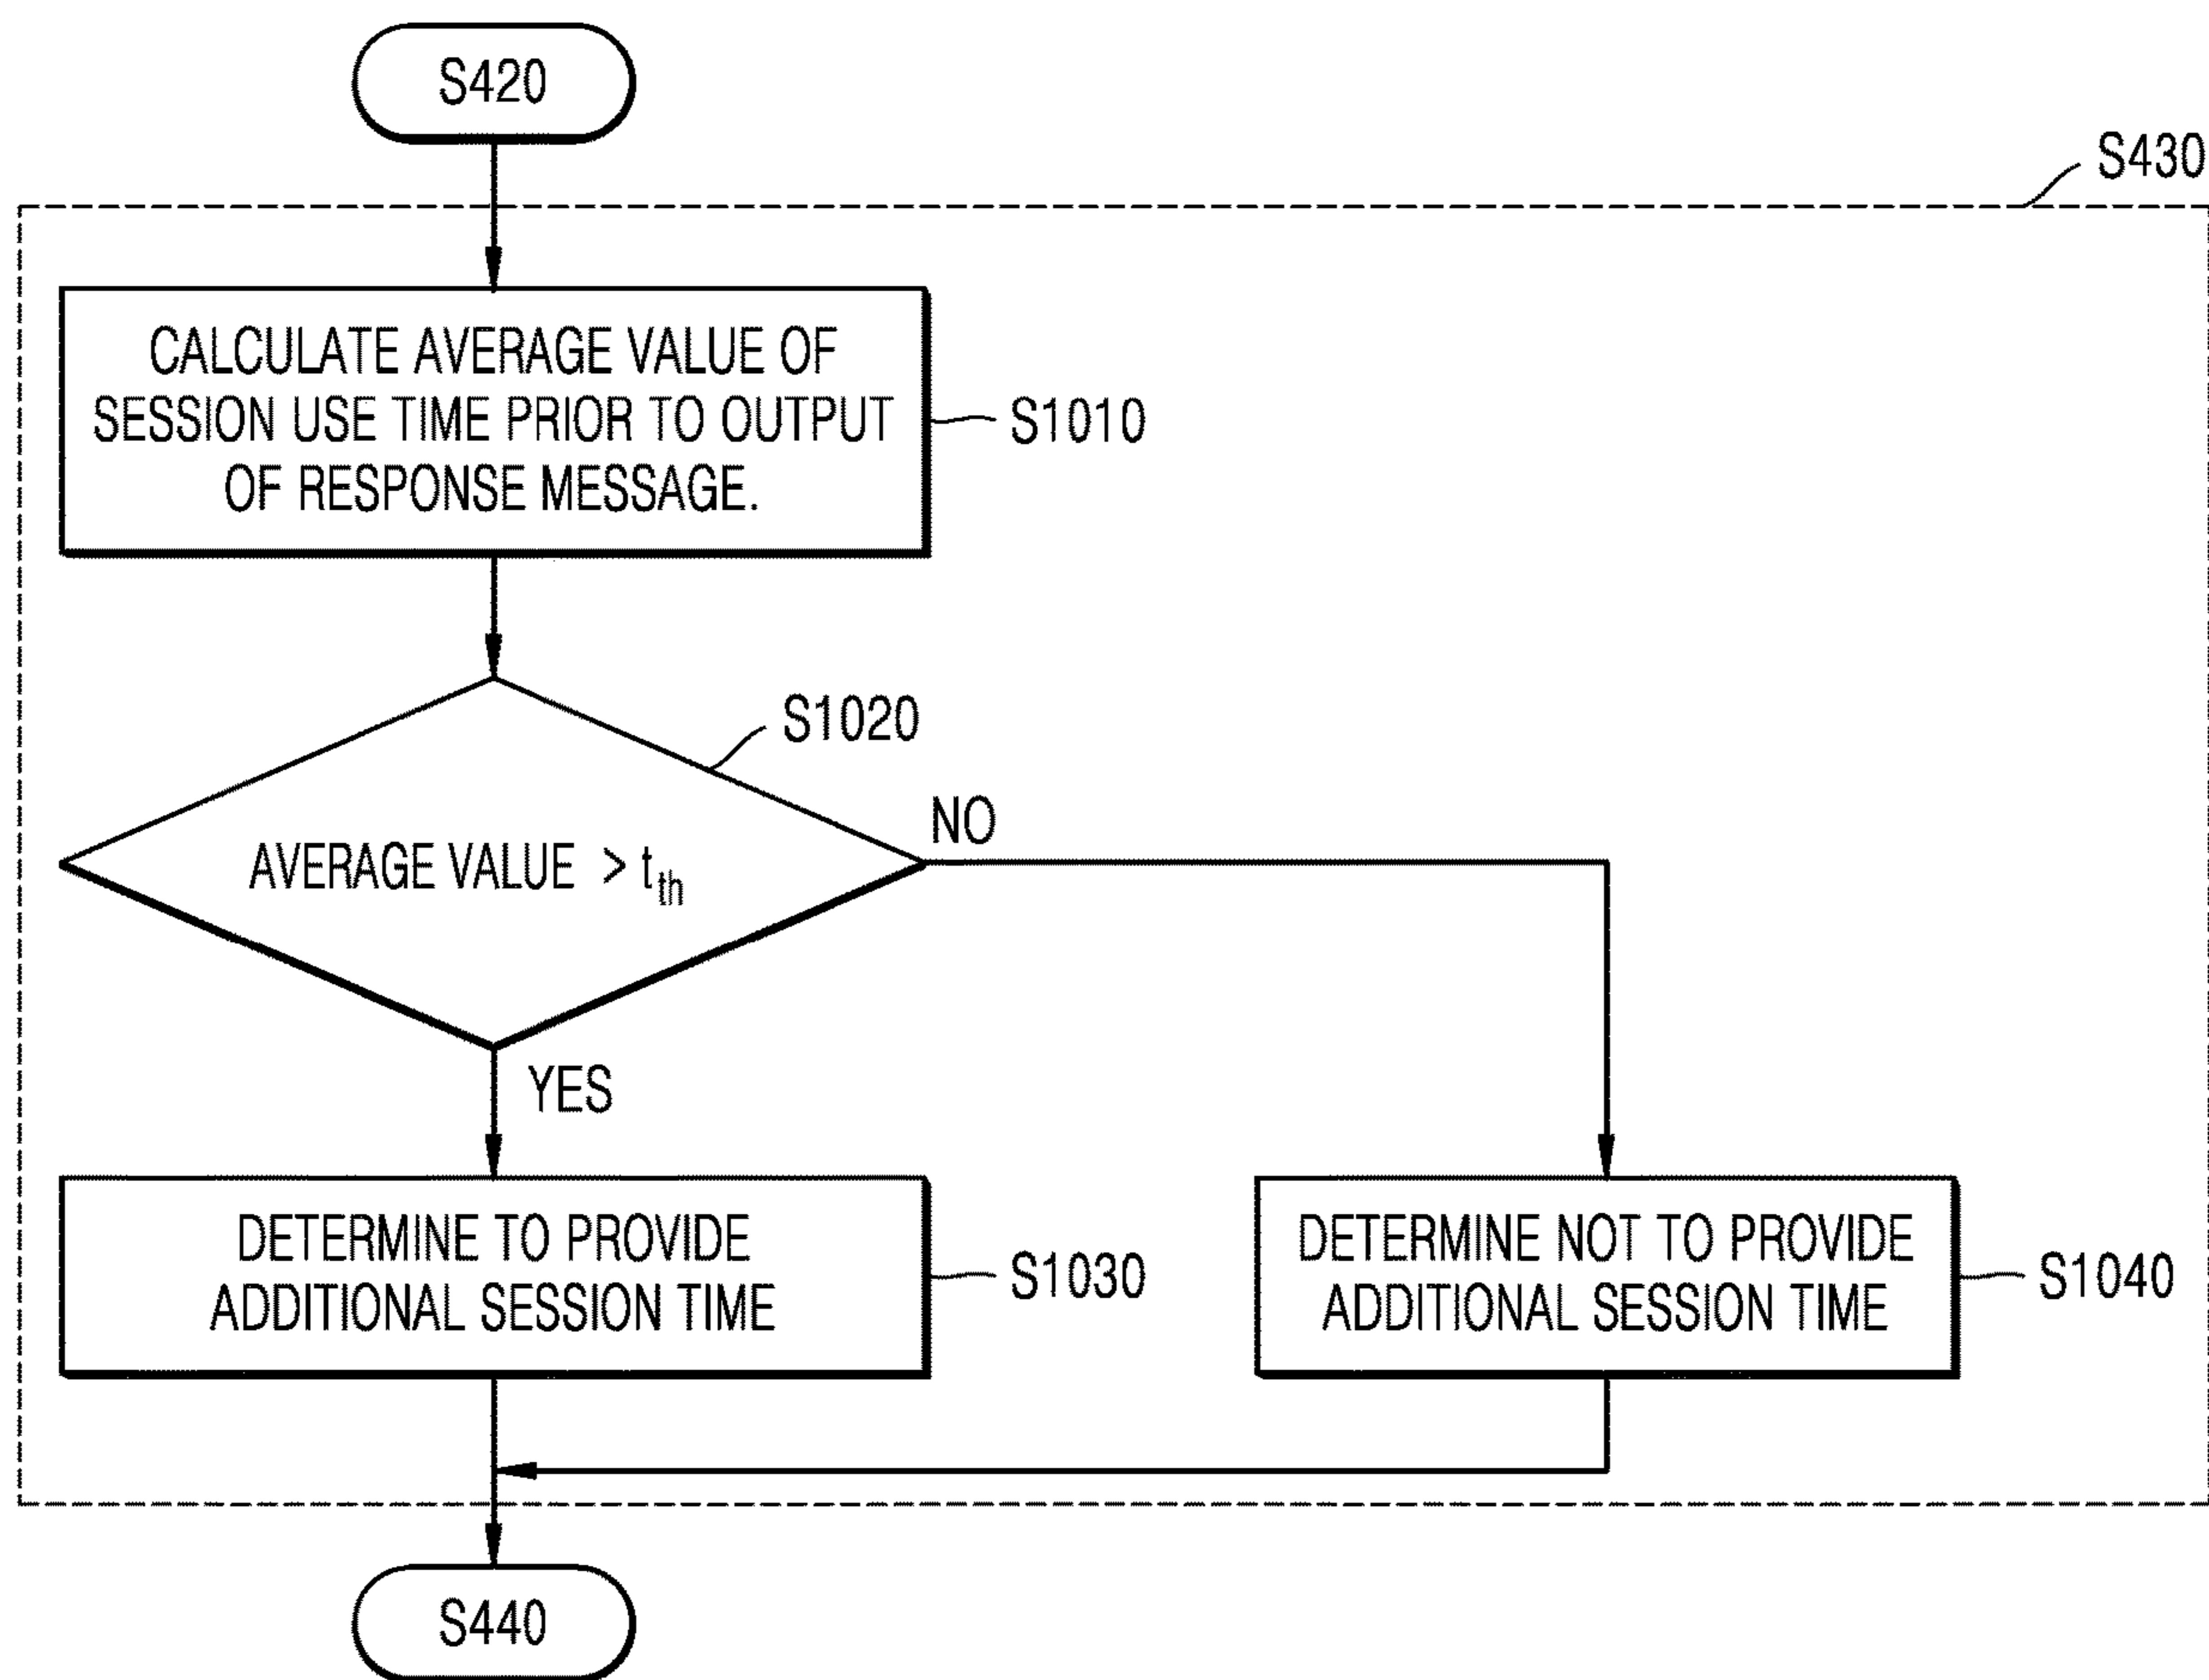 S420
S430
CALCULATE AVERAGE VALUE OF
SESSION USE TIME PRIOR TO OUTPUT
OF RESPONSE MESSAGE.
S1010
S1020
AVERAGE VALUE > tth
NO
YES
DETERMINE TO PROVIDE
ADDITIONAL SESSION TIME
S1030
DETERMINE NOT TO PROVIDE
ADDITIONAL SESSION TIME
S1040
S440